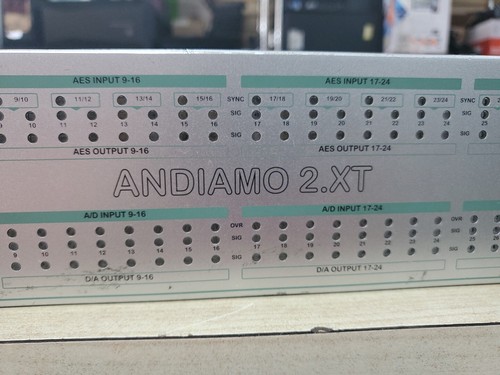 AES INPUT 9-16 AES INPUT 17-24
9/10 11/12 13/14 15/16 SYNC 17/18 19/20 21/22 23/24 SYNC
SIG SIG
9 10 11 12 13 14 15 16 17 18 19 20 21 22 23 24 25
SIG SIG
AES OUTPUT 9-16 AES OUTPUT 17-24
ANDIAMO 2.XT
A/D INPUT 9-16 A/D INPUT 17-24
OVR OVR
SIG SIG
9 10 11 12 13 14 15 16 17 18 19 20 21 22 23 24 25
SIG SIG
D/A OUTPUT 9-16 D/A OUTPUT 17-24